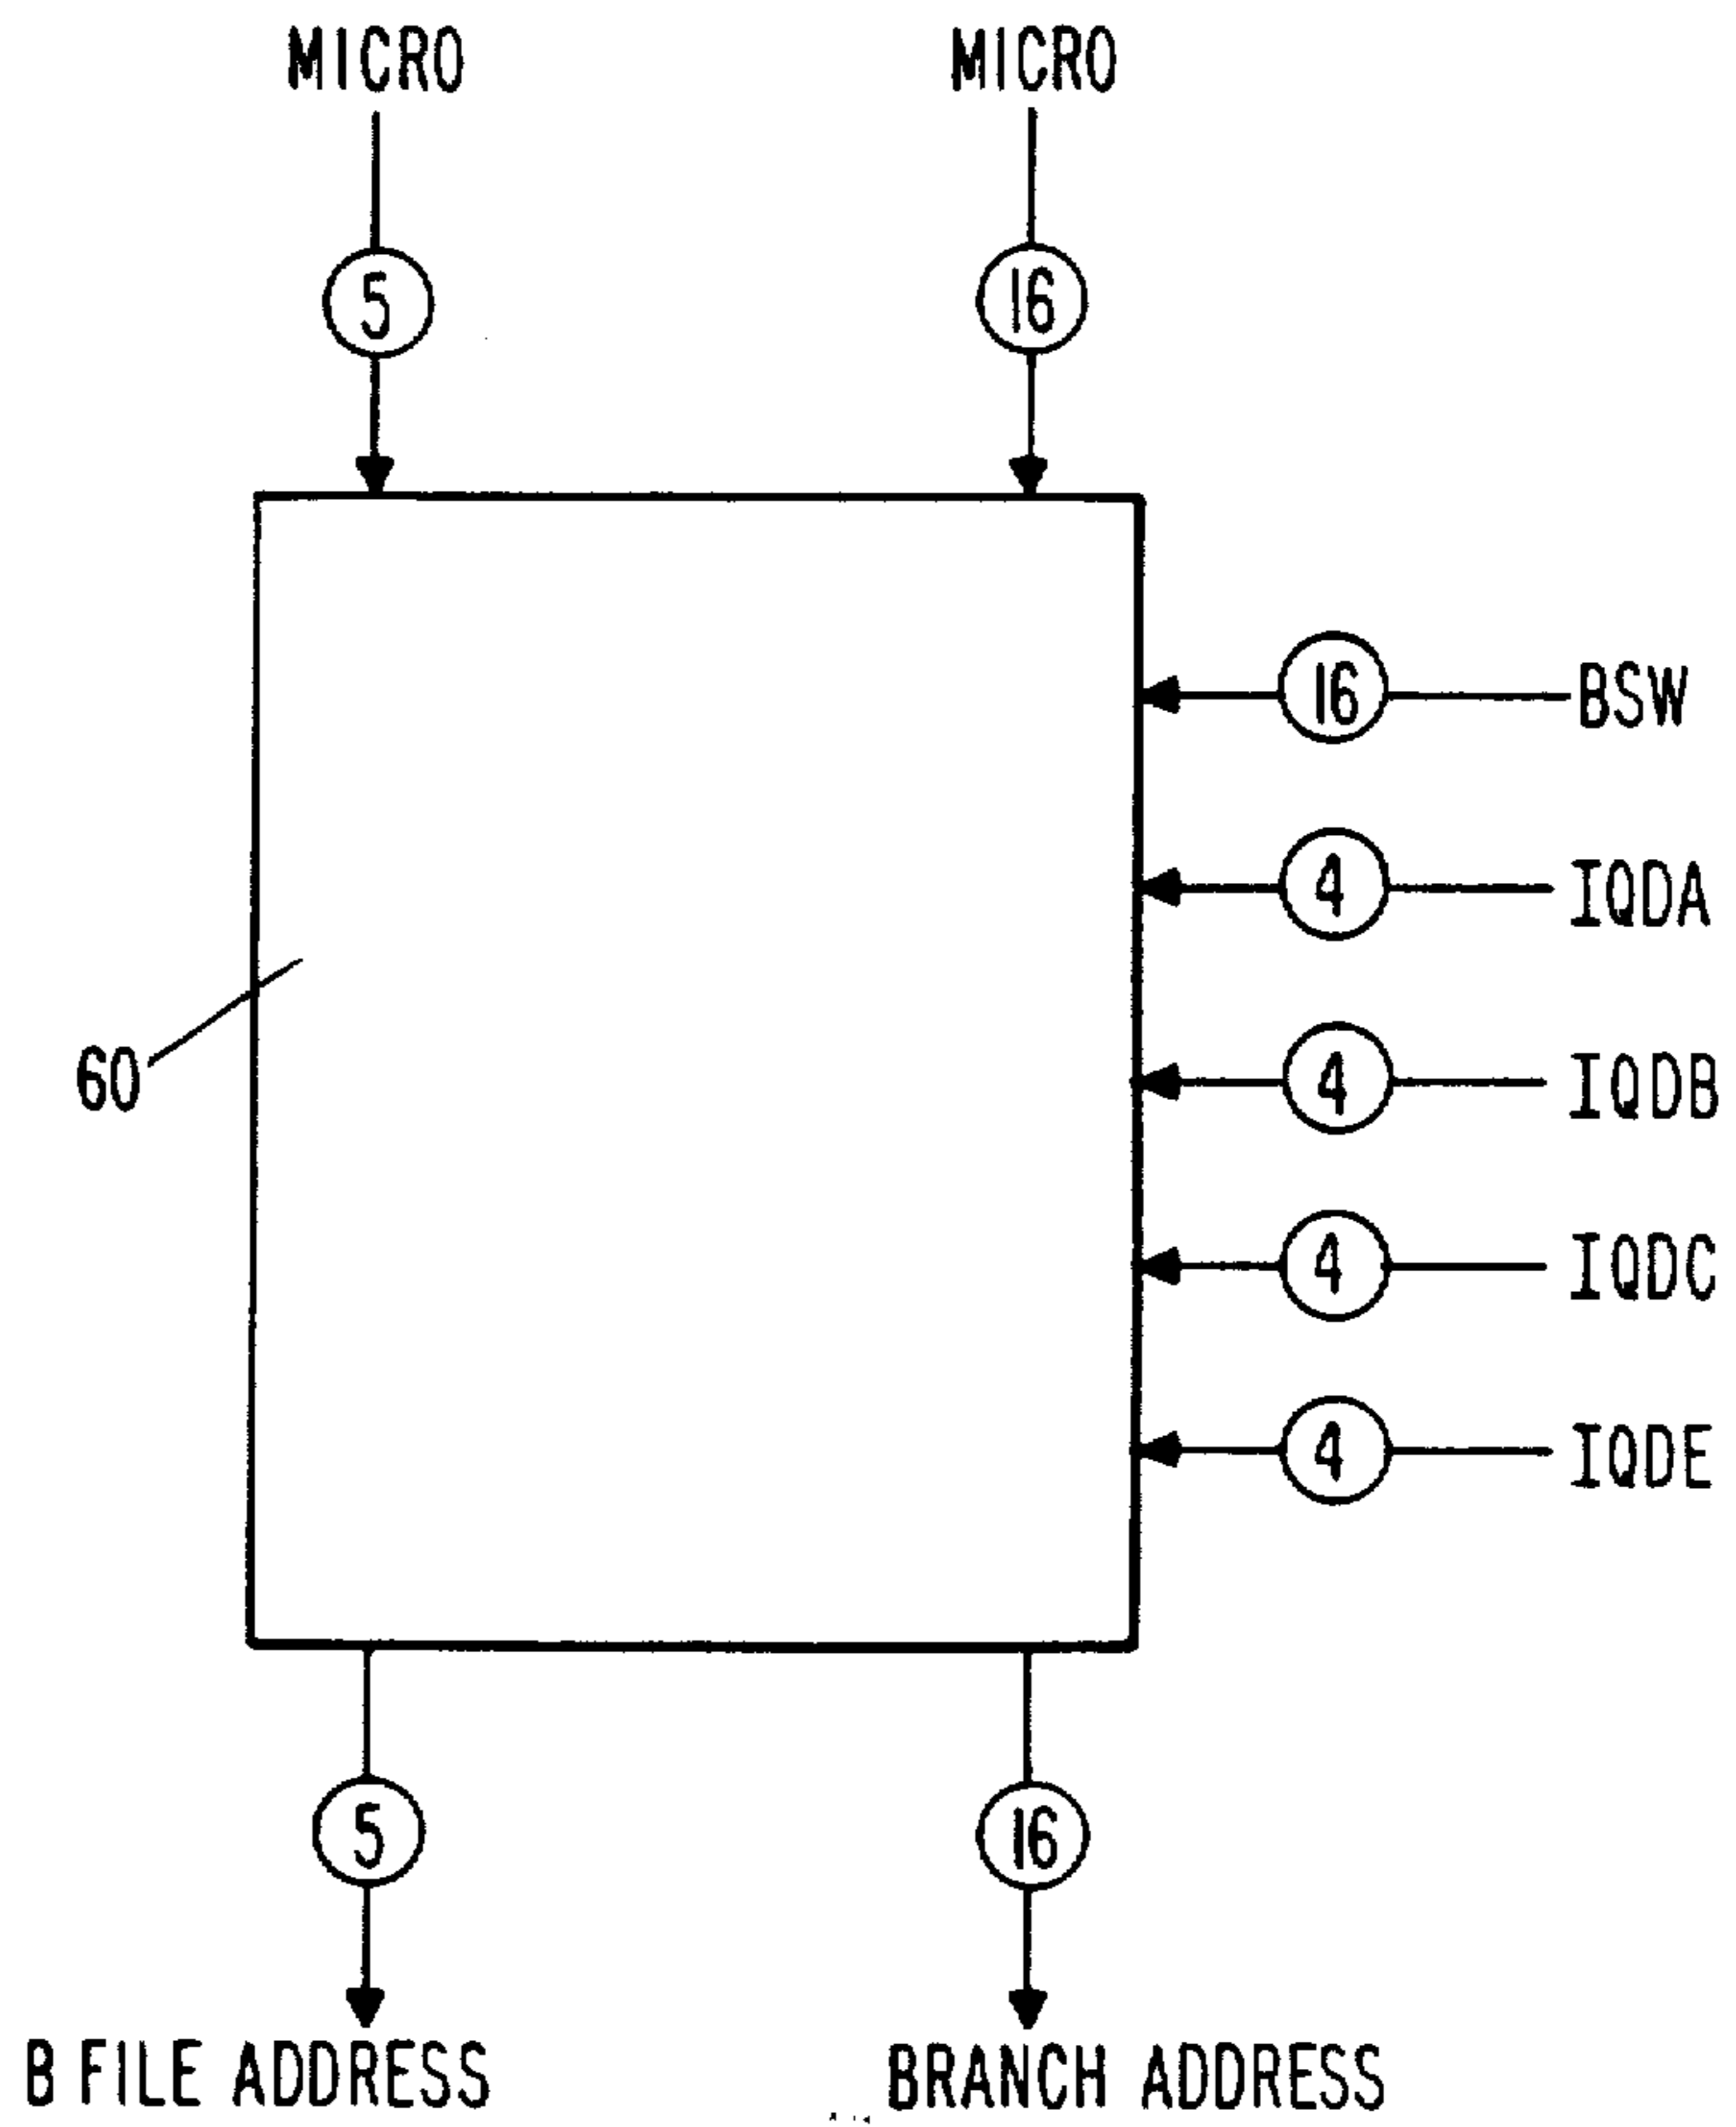 MICRO MICRO
5 16
16 BSW
4 IQDA
60
4 IQDB
4 IQDC
4 IQDE
5 16
B FILE ADDRESS BRANCH ADDRESS